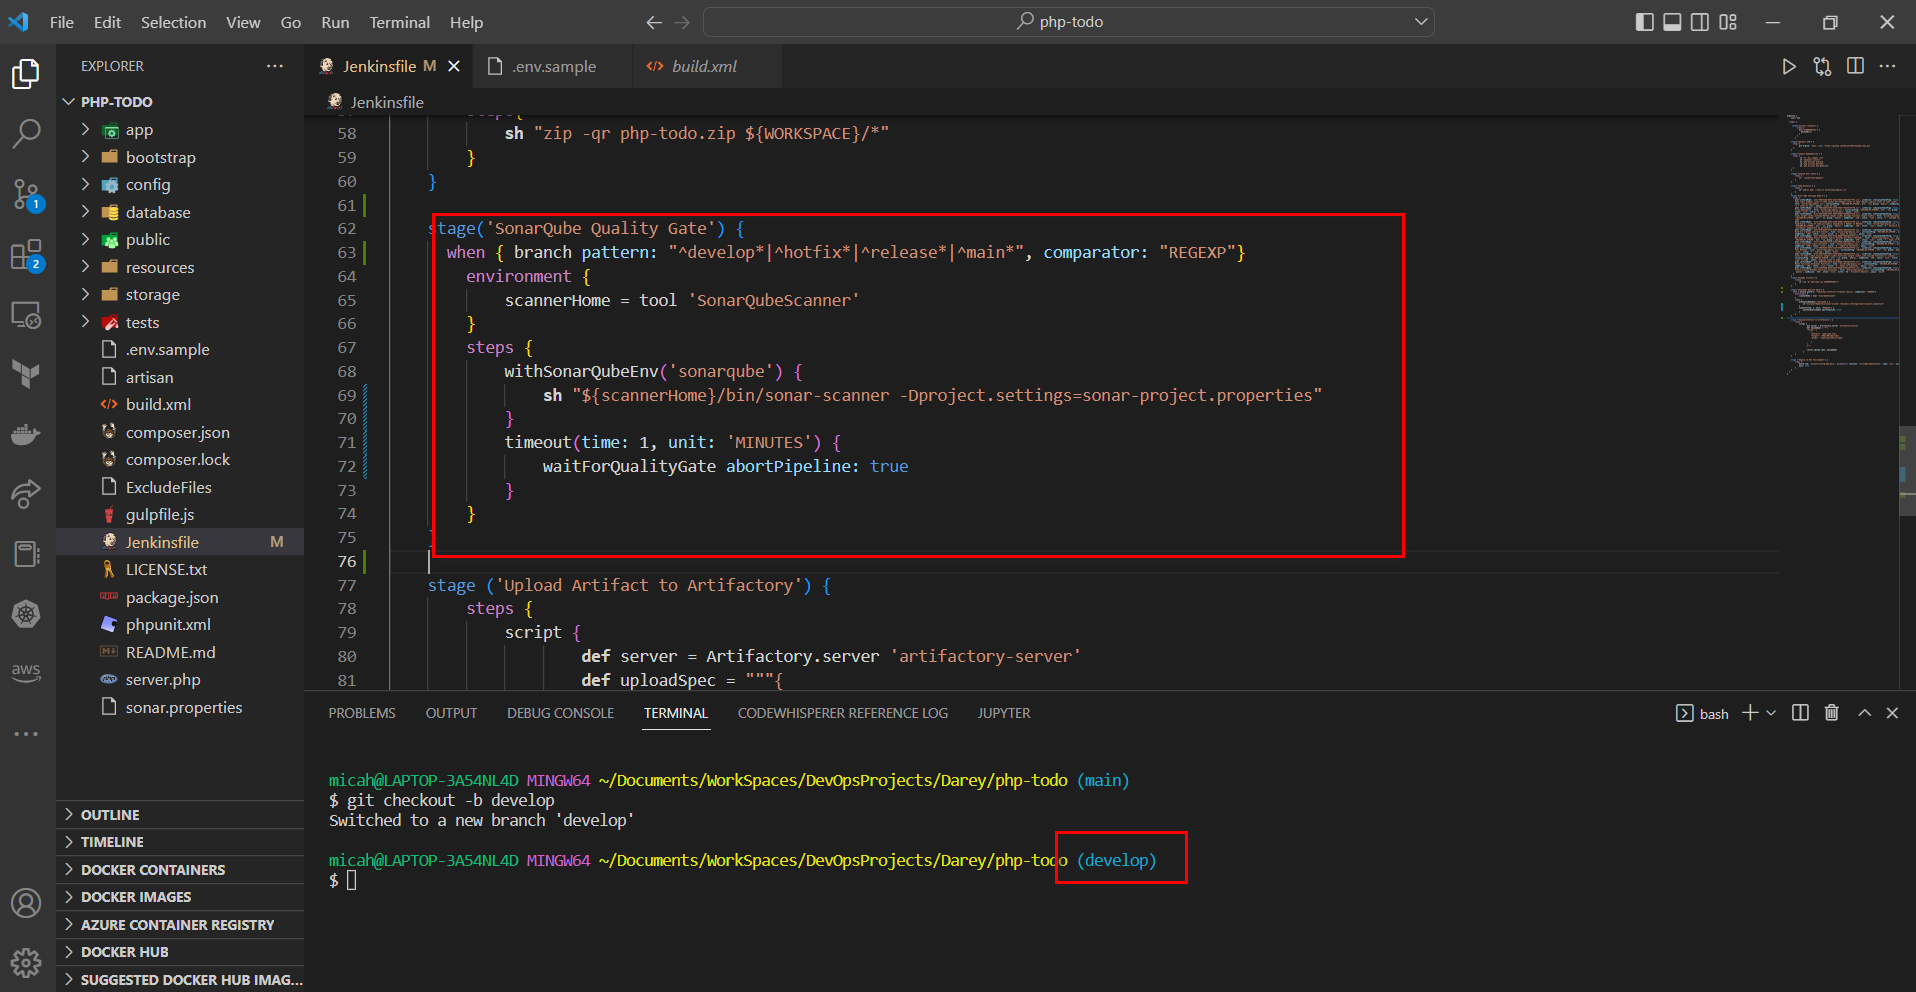 File Edit Selection View Go Run Terminal Help
php-todo
EXPLORER
PHP-TODO
app
bootstrap
config
database
public
resources
storage
tests
.env.sample
artisan
build.xml
composer.json
composer.lock
ExcludeFiles
gulpfile.js
Jenkinsfile M
LICENSE.txt
package.json
phpunit.xml
README.md
server.php
sonar.properties
OUTLINE
TIMELINE
DOCKER CONTAINERS
DOCKER IMAGES
AZURE CONTAINER REGISTRY
DOCKER HUB
SUGGESTED DOCKER HUB IMAG...
1
2
aws
Jenkinsfile M .env.sample build.xml
Jenkinsfile
58 sh "zip -qr php-todo.zip ${WORKSPACE}/*"
59 }
60 }
61
62 stage('SonarQube Quality Gate') {
63 when { branch pattern: "^develop*|^hotfix*|^release*|^main*", comparator: "REGEXP"}
64 environment {
65 scannerHome = tool 'SonarQubeScanner'
66 }
67 steps {
68 withSonarQubeEnv('sonarqube') {
69 sh "${scannerHome}/bin/sonar-scanner -Dproject.settings=sonar-project.properties"
70 }
71 timeout(time: 1, unit: 'MINUTES') {
72 waitForQualityGate abortPipeline: true
73 }
74 }
75
76
77 stage ('Upload Artifact to Artifactory') {
78 steps {
79 script {
80 def server = Artifactory.server 'artifactory-server'
81 def uploadSpec = """{
PROBLEMS OUTPUT DEBUG CONSOLE TERMINAL CODEWHISPERER REFERENCE LOG JUPYTER
bash
micah@LAPTOP-3A54NL4D MINGW64 ~/Documents/WorkSpaces/DevOpsProjects/Darey/php-todo (main)
$ git checkout -b develop
Switched to a new branch 'develop'
micah@LAPTOP-3A54NL4D MINGW64 ~/Documents/WorkSpaces/DevOpsProjects/Darey/php-todo (develop)
$